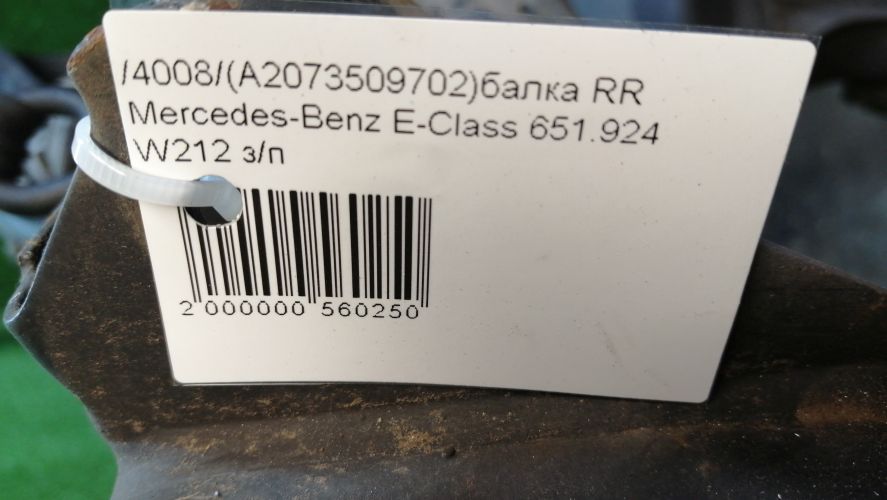 /4008/(A2073509702)балка RR
Mercedes-Benz E-Class 651.924
W212 з/п
2 000000 560250